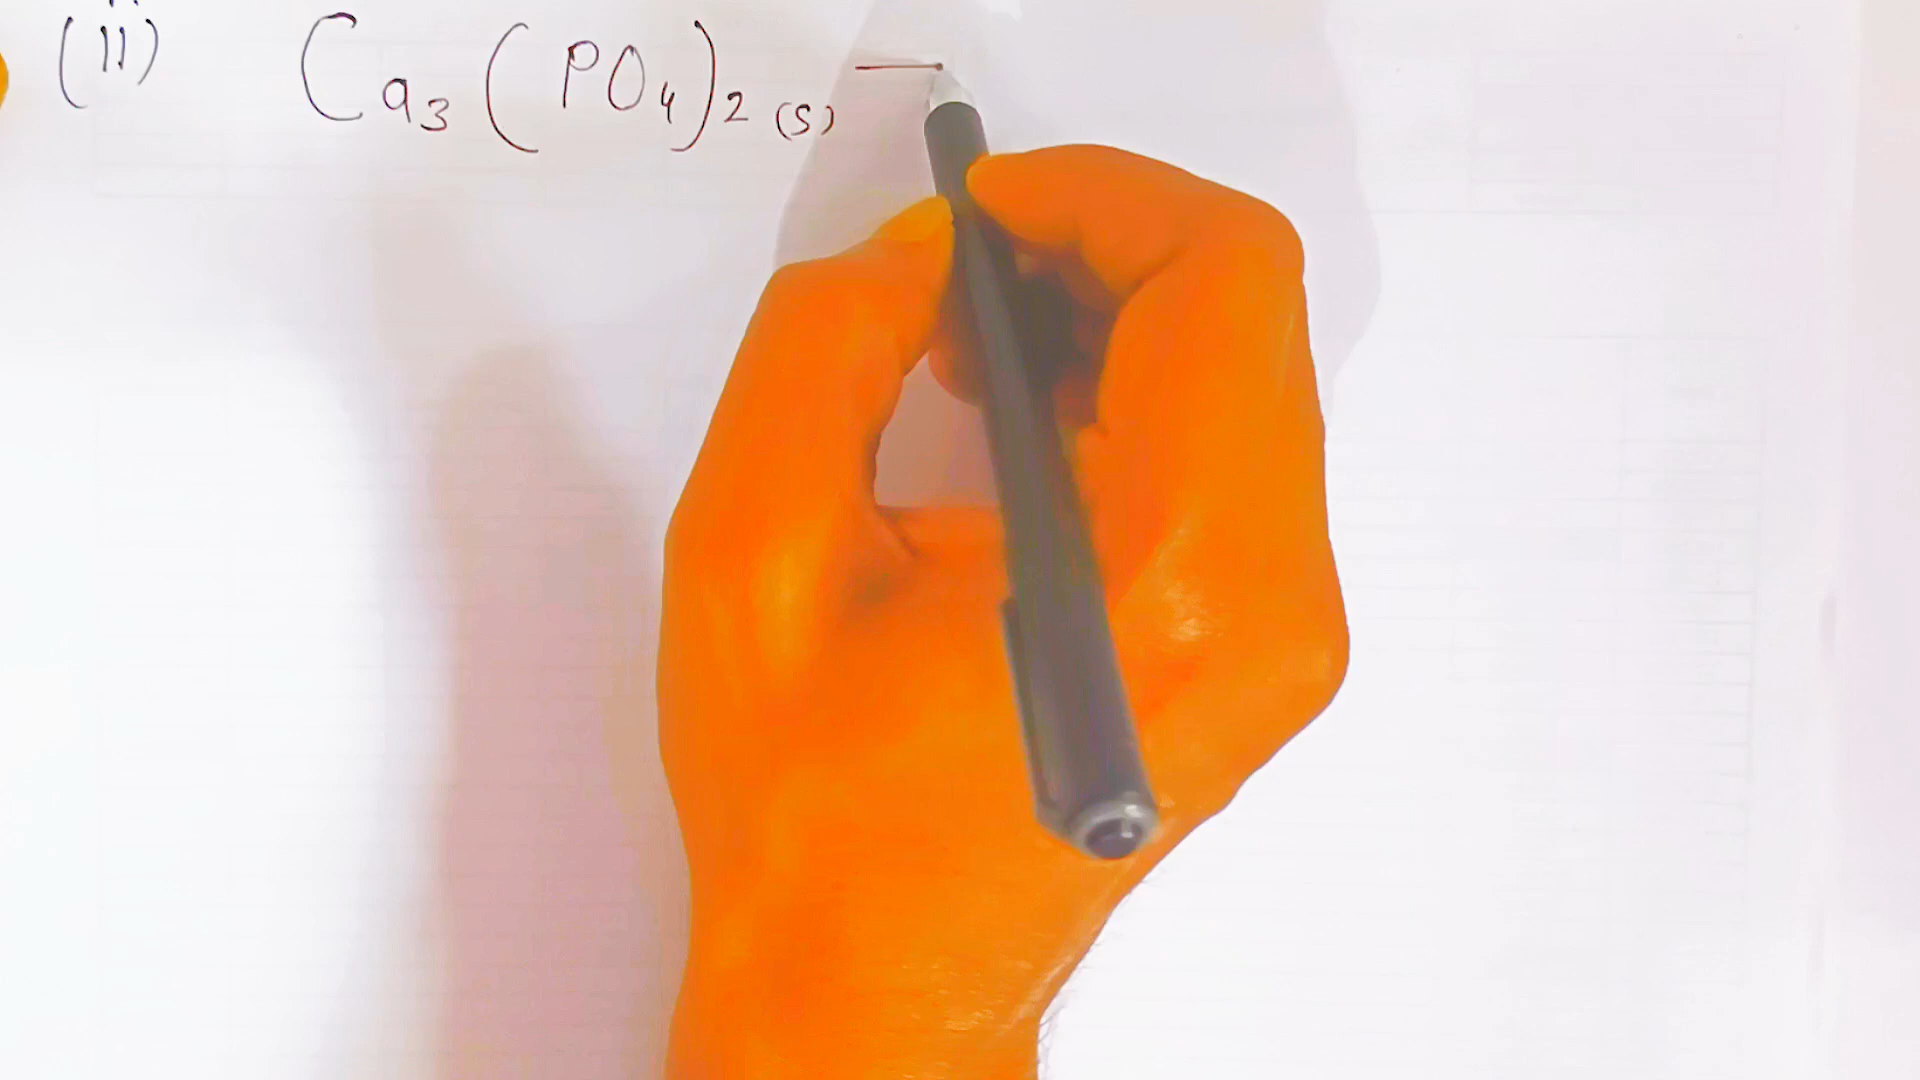 (ii) Ca₃(PO₄)₂(s) —